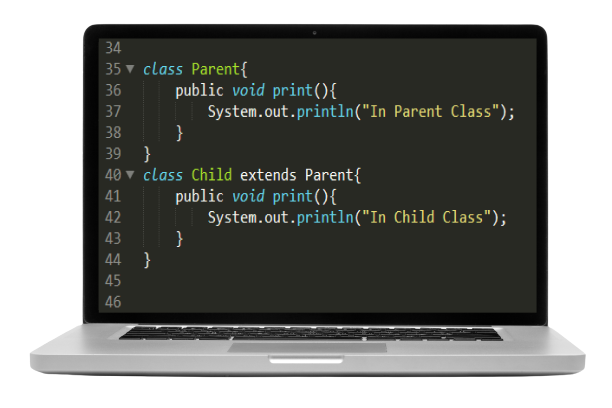 34
35 class Parent{
36 public void print(){
37 System.out.println("In Parent Class");
38 }
39 }
40 class Child extends Parent{
41 public void print(){
42 System.out.println("In Child Class");
43 }
44 }
45
46